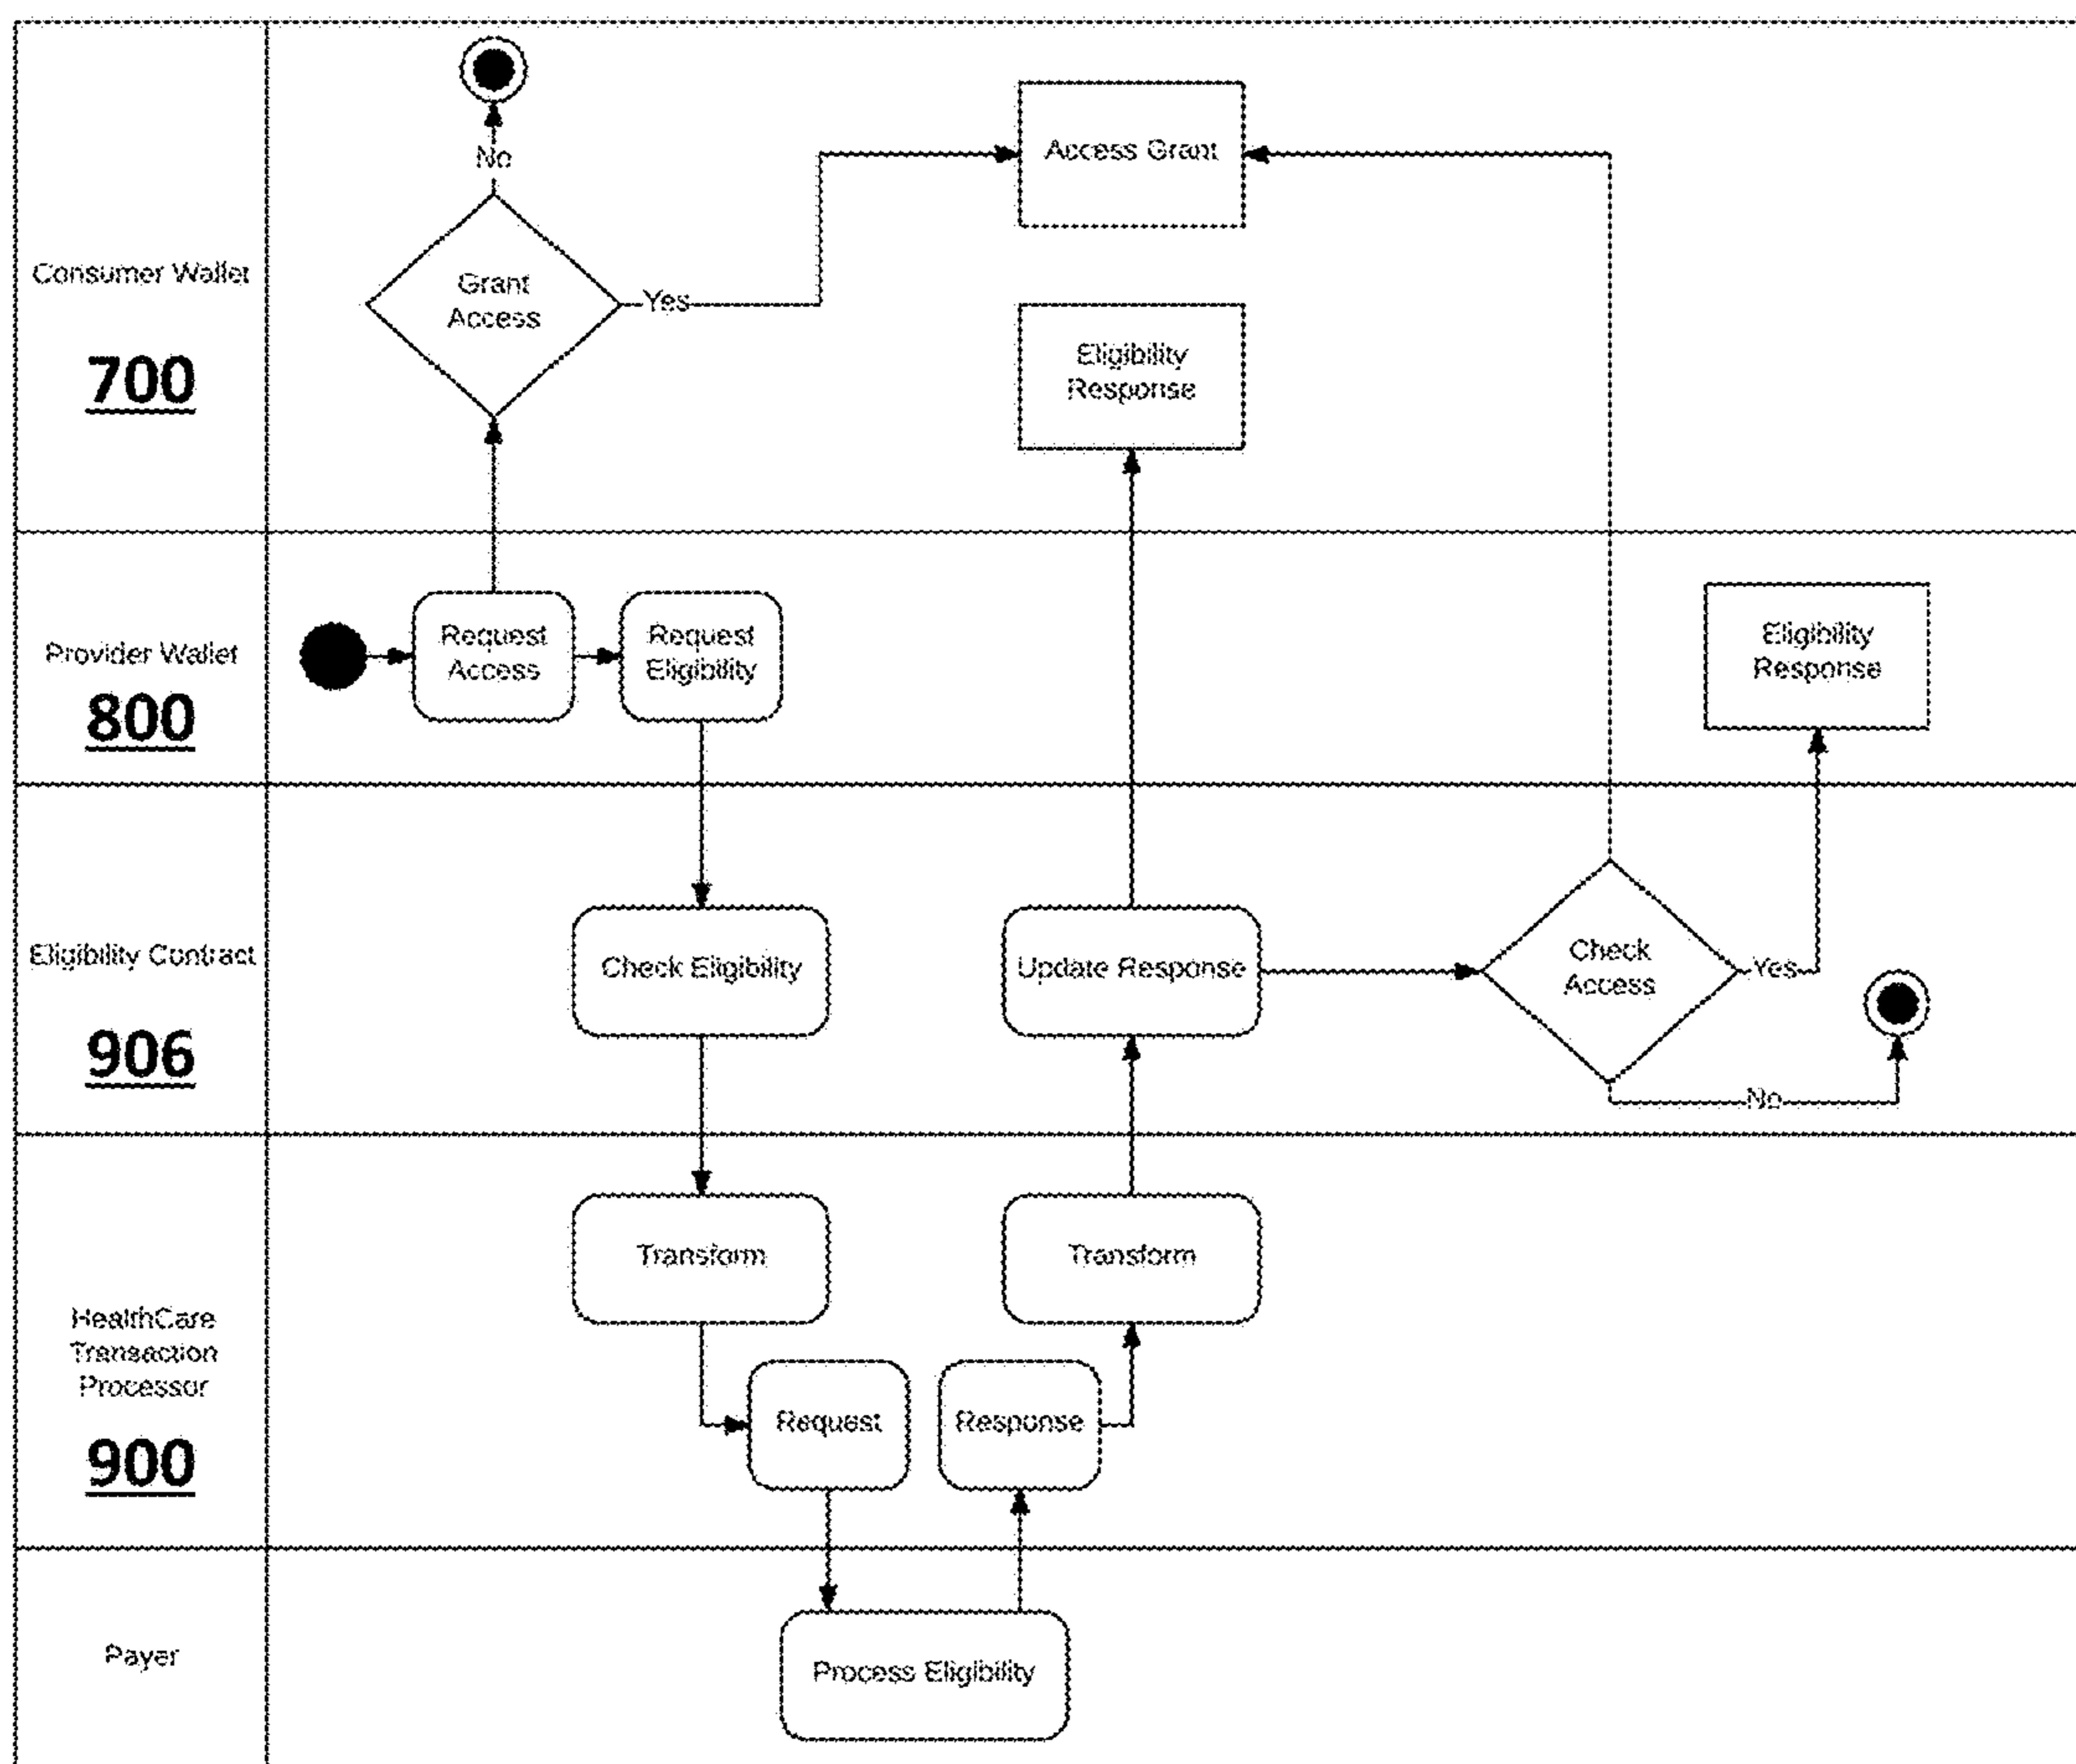 No
Access Grant
Consumer Wallet
700
Grant
Access
Yes
Eligibility
Response
Provider Wallet
800
Request
Access
Request
Eligibility
Eligibility
Response
Eligibility Contract
906
Check Eligibility
Update Response
Check
Access
Yes
No
HealthCare
Transaction
Processor
900
Transform
Transform
Request
Response
Payer
Process Eligibility